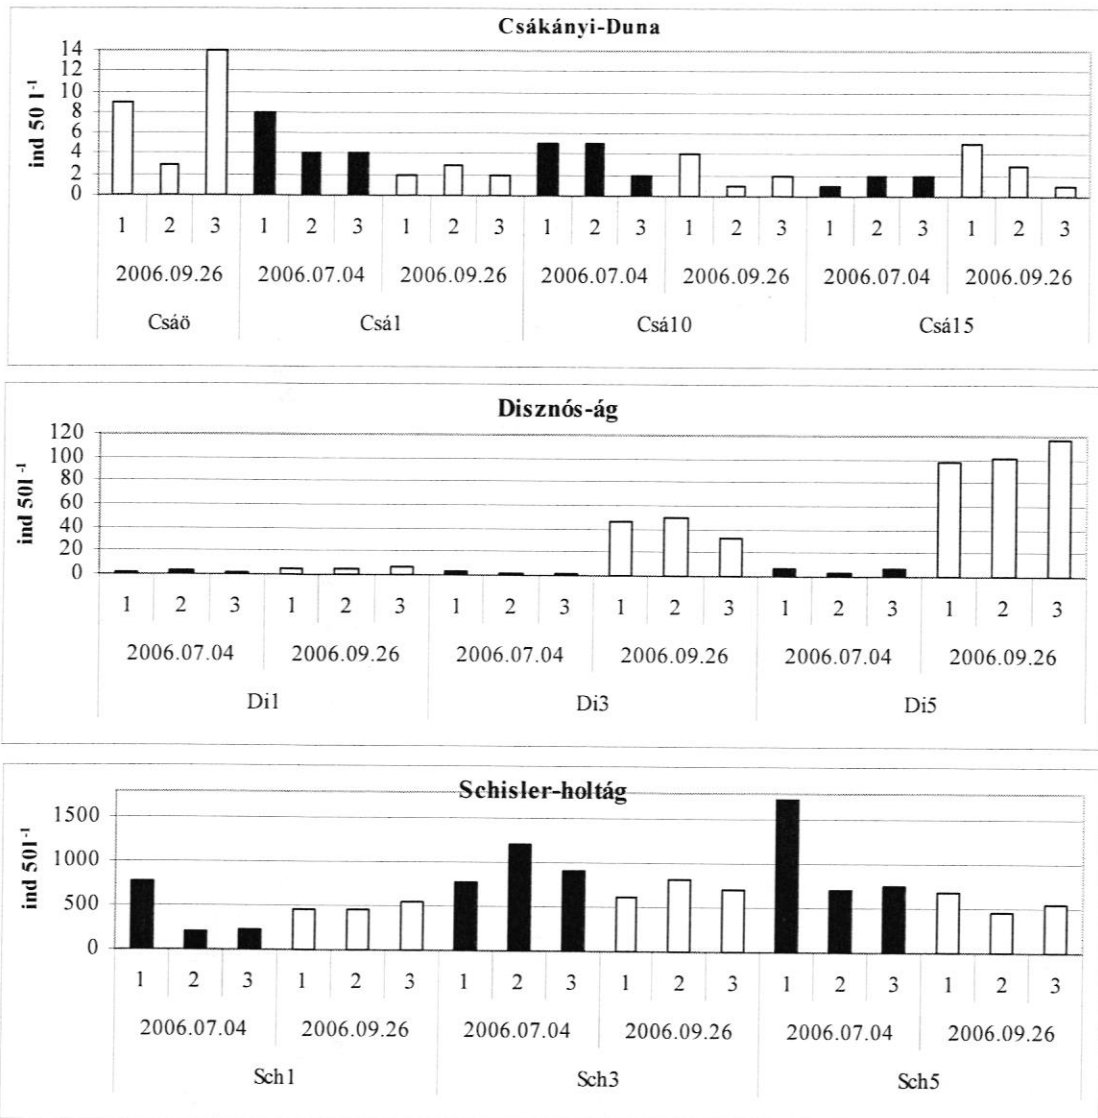 Csákányi-Duna
ind 50 l⁻¹
14
12
10
8
6
4
2
0
1 2 3 1 2 3 1 2 3 1 2 3 1 2 3 1 2 3 1 2 3
2006.09.26 2006.07.04 2006.09.26 2006.07.04 2006.09.26 2006.07.04 2006.09.26
Csáö Csá1 Csá10 Csá15
Disznós-ág
ind 50l⁻¹
120
100
80
60
40
20
0
1 2 3 1 2 3 1 2 3 1 2 3 1 2 3 1 2 3
2006.07.04 2006.09.26 2006.07.04 2006.09.26 2006.07.04 2006.09.26
Di1 Di3 Di5
Schisler-holtág
ind 50l⁻¹
1500
1000
500
0
1 2 3 1 2 3 1 2 3 1 2 3 1 2 3 1 2 3
2006.07.04 2006.09.26 2006.07.04 2006.09.26 2006.07.04 2006.09.26
Sch1 Sch3 Sch5